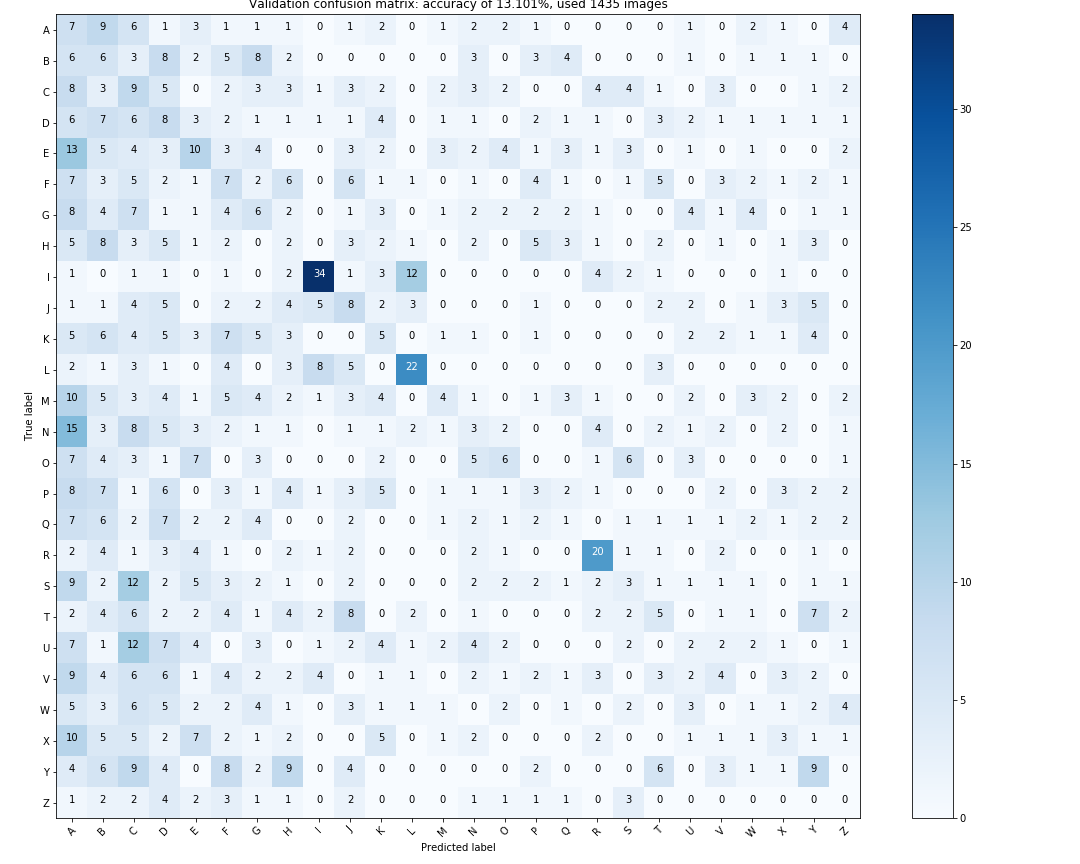 Validation confusion matrix: accuracy of 13.101%, used 1435 images
A 7 9 6 1 3 1 1 1 0 1 2 0 1 2 2 1 0 0 0 0 1 0 2 1 0 4
B 6 6 3 8 2 5 8 2 0 0 0 0 0 3 0 3 4 0 0 0 1 0 1 1 1 0
C 8 3 9 5 0 2 3 3 1 3 2 0 2 3 2 0 0 4 4 1 0 3 0 0 1 2
D 6 7 6 8 3 2 1 1 1 1 4 0 1 1 0 2 1 1 0 3 2 1 1 1 1 1
E 13 5 4 3 10 3 4 0 0 3 2 0 3 2 4 1 3 1 3 0 1 0 1 0 0 2
F 7 3 5 2 1 7 2 6 0 6 1 1 0 1 0 4 1 0 1 5 0 3 2 1 2 1
G 8 4 7 1 1 4 6 2 0 1 3 0 1 2 2 2 2 1 0 0 4 1 4 0 1 1
H 5 8 3 5 1 2 0 2 0 3 2 1 0 2 0 5 3 1 0 2 0 1 0 1 3 0
I 1 0 1 1 0 1 0 2 34 1 3 12 0 0 0 0 0 4 2 1 0 0 0 1 0 0
J 1 1 4 5 0 2 2 4 5 8 2 3 0 0 0 1 0 0 0 2 2 0 1 3 5 0
K 5 6 4 5 3 7 5 3 0 0 5 0 1 1 0 1 0 0 0 0 2 2 1 1 4 0
L 2 1 3 1 0 4 0 3 8 5 0 22 0 0 0 0 0 0 0 3 0 0 0 0 0 0
M 10 5 3 4 1 5 4 2 1 3 4 0 4 1 0 1 3 1 0 0 2 0 3 2 0 2
N 15 3 8 5 3 2 1 1 0 1 1 2 1 3 2 0 0 4 0 2 1 2 0 2 0 1
O 7 4 3 1 7 0 3 0 0 0 2 0 0 5 6 0 0 1 6 0 3 0 0 0 0 1
P 8 7 1 6 0 3 1 4 1 3 5 0 1 1 1 3 2 1 0 0 0 2 0 3 2 2
Q 7 6 2 7 2 2 4 0 0 2 0 0 1 2 1 2 1 0 1 1 1 1 2 1 2 2
R 2 4 1 3 4 1 0 2 1 2 0 0 0 2 1 0 0 20 1 1 0 2 0 0 1 0
S 9 2 12 2 5 3 2 1 0 2 0 0 0 2 2 2 1 2 3 1 1 1 1 0 1 1
T 2 4 6 2 2 4 1 4 2 8 0 2 0 1 0 0 0 2 2 5 0 1 1 0 7 2
U 7 1 12 7 4 0 3 0 1 2 4 1 2 4 2 0 0 0 2 0 2 2 2 1 0 1
V 9 4 6 6 1 4 2 2 4 0 1 1 0 2 1 2 1 3 0 3 2 4 0 3 2 0
W 5 3 6 5 2 2 4 1 0 3 1 1 1 0 2 0 1 0 2 0 3 0 1 1 2 4
X 10 5 5 2 7 2 1 2 0 0 5 0 1 2 0 0 0 2 0 0 1 1 1 3 1 1
Y 4 6 9 4 0 8 2 9 0 4 0 0 0 0 0 2 0 0 0 6 0 3 1 1 9 0
Z 1 2 2 4 2 3 1 1 0 2 0 0 0 1 1 1 1 0 3 0 0 0 0 0 0 0
A B C D E F G H I J K L M N O P Q R S T U V W X Y Z
True label
Predicted label
30
25
20
15
10
5
0